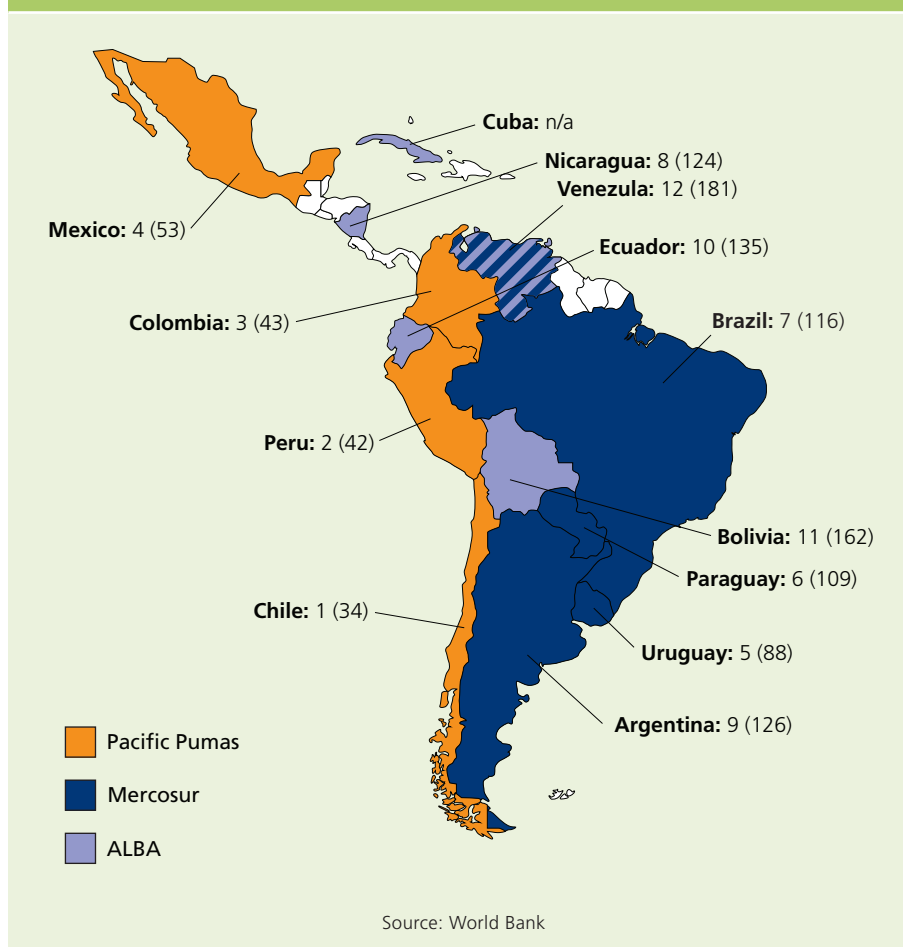 Cuba: n/a
Nicaragua: 8 (124)
Venezula: 12 (181)
Mexico: 4 (53)
Ecuador: 10 (135)
Colombia: 3 (43)
Brazil: 7 (116)
Peru: 2 (42)
Bolivia: 11 (162)
Paraguay: 6 (109)
Chile: 1 (34)
Uruguay: 5 (88)
Argentina: 9 (126)
Pacific Pumas
Mercosur
ALBA
Source: World Bank